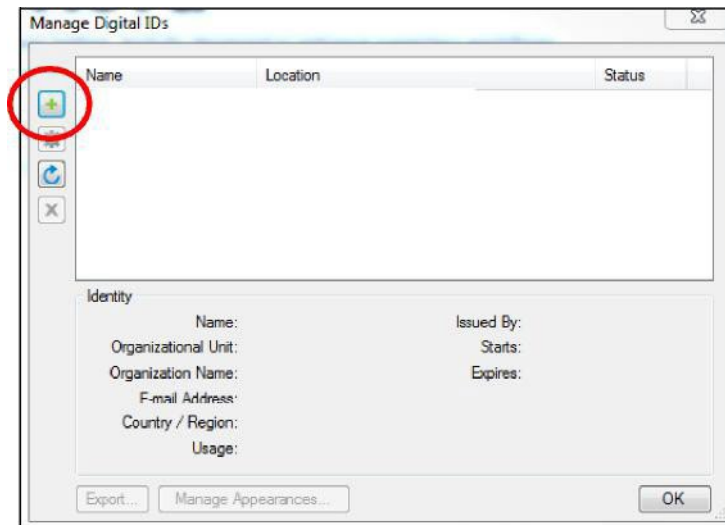 Manage Digital IDs
Name Location Status
Identity
Name: Issued By:
Organizational Unit: Starts:
Organization Name: Expires:
E-mail Address:
Country / Region:
Usage:
Export... Manage Appearances... OK